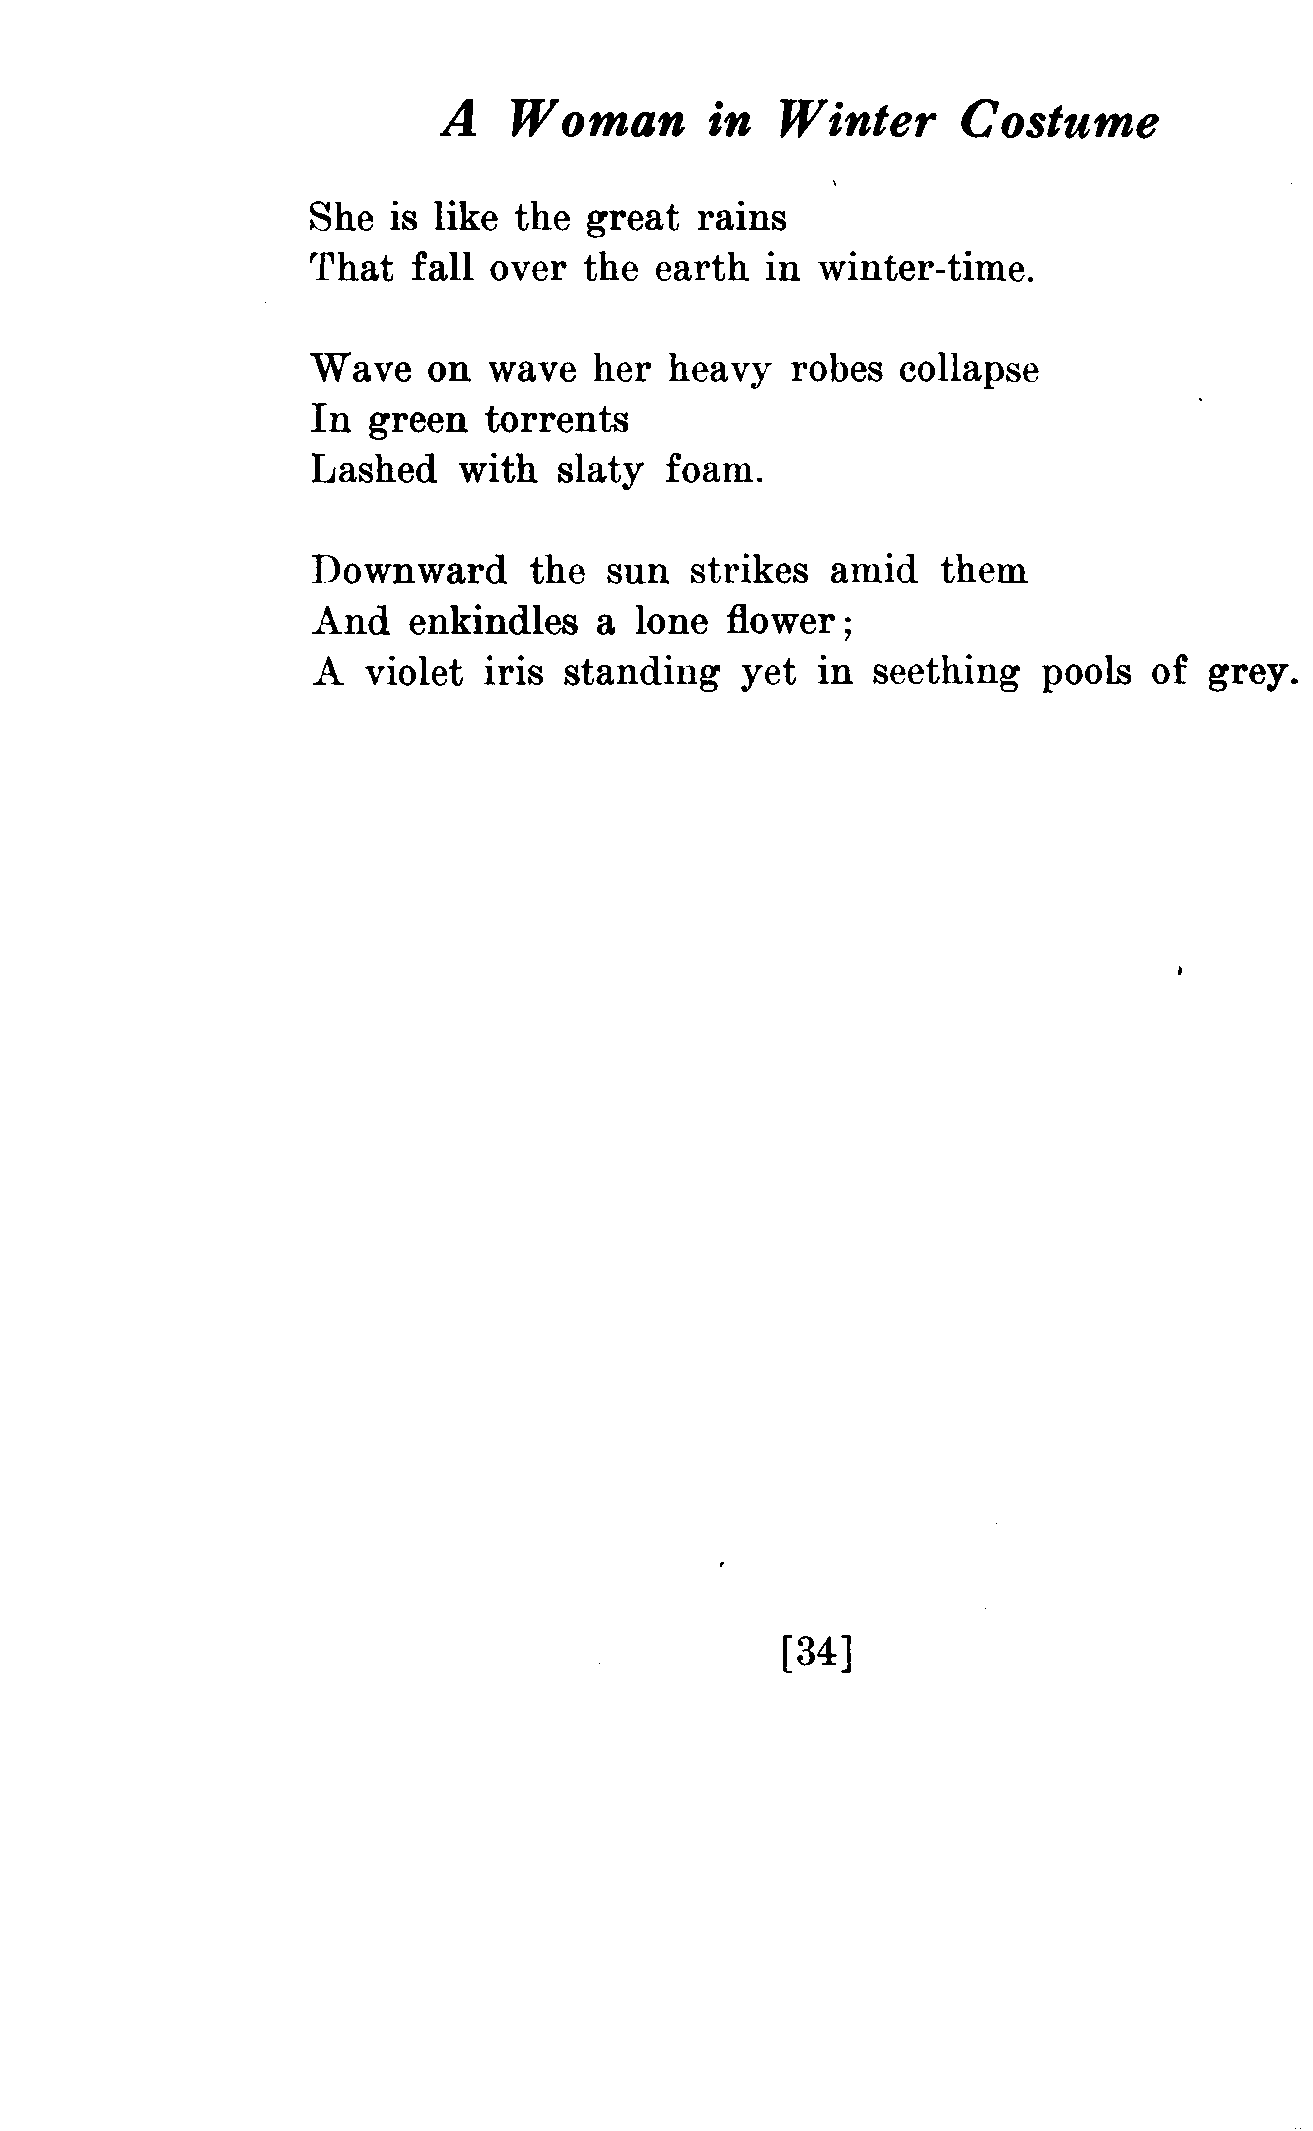 A Woman in Winter Costume
She is like the great rains
That fall over the earth in winter-time.
Wave on wave her heavy robes collapse
In green torrents
Lashed with slaty foam.
Downward the sun strikes amid them
And enkindles a lone flower;
A violet iris standing yet in seething pools of grey.
[34]